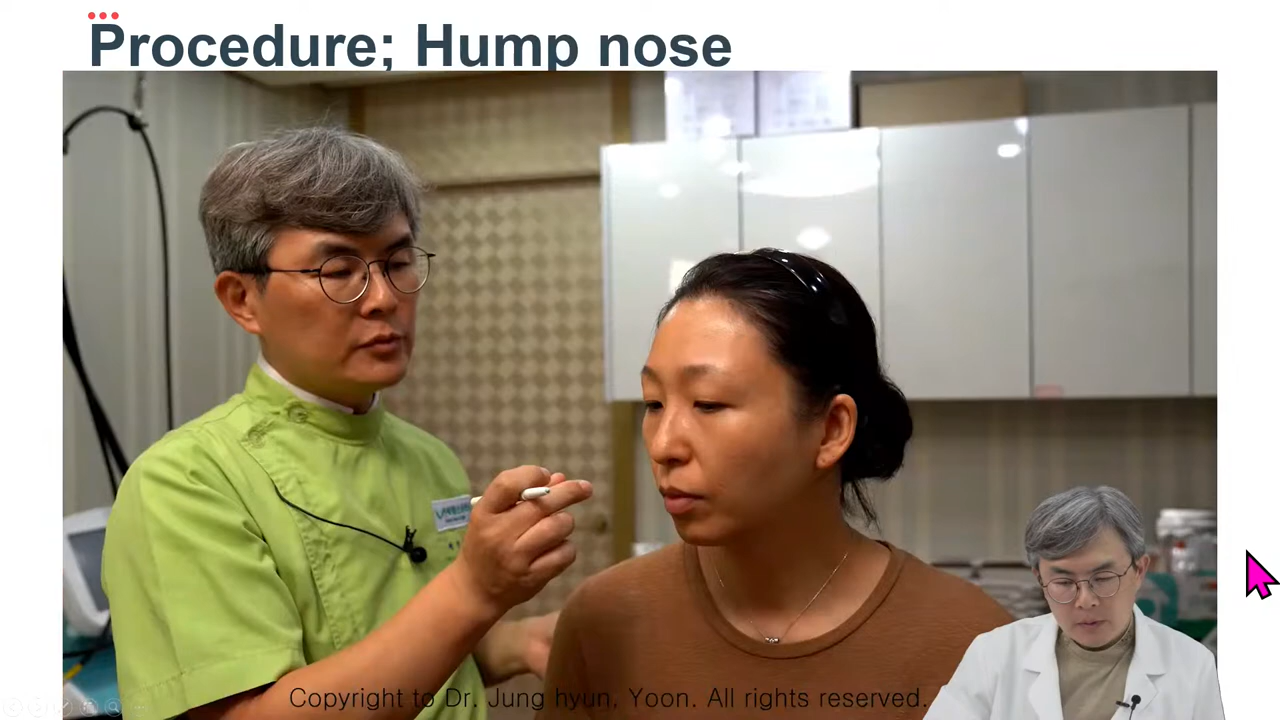 Procedure; Hump nose
Copyright to Dr. Jung hyun, Yoon. All rights reserved.